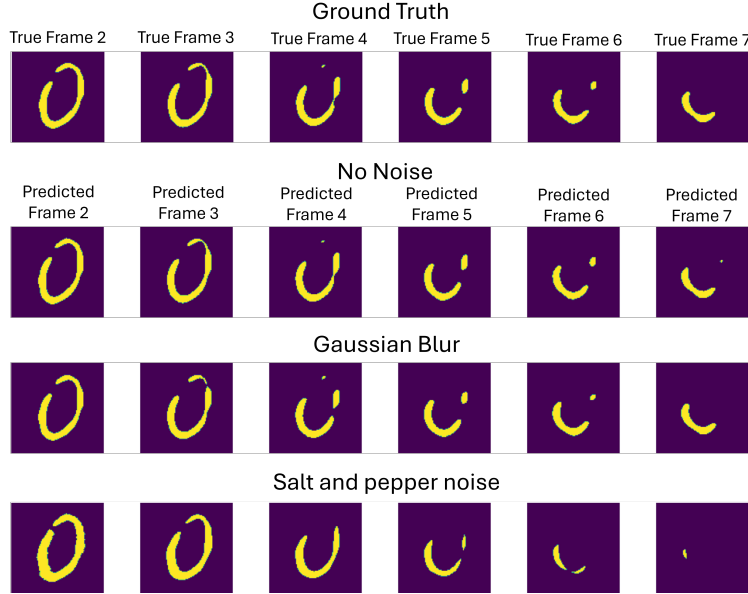 Ground Truth
True Frame 2 True Frame 3 True Frame 4 True Frame 5 True Frame 6 True Frame 7
No Noise
Predicted Frame 2 Predicted Frame 3 Predicted Frame 4 Predicted Frame 5 Predicted Frame 6 Predicted Frame 7
Gaussian Blur
Salt and pepper noise